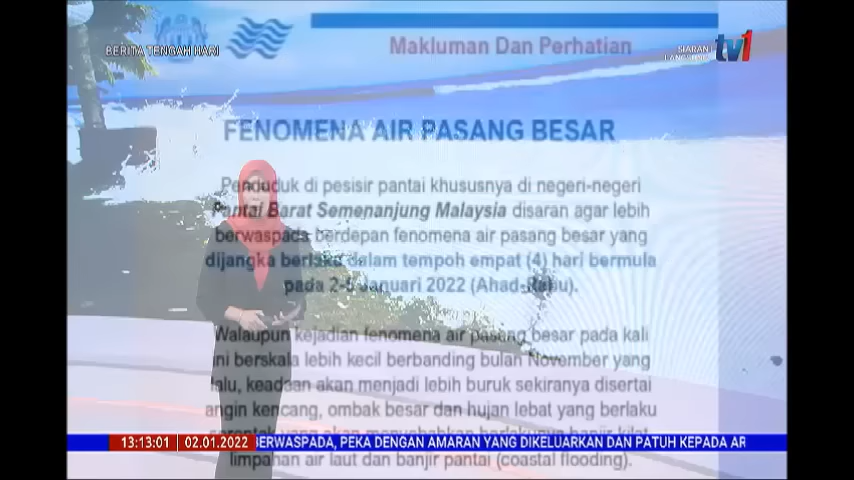 BERITA TENGAH HARI
Makluman Dan Perhatian
SIARAN
tv1
FENOMENA AIR PASANG BESAR
Penduduk di pesisir pantai khususnya di negeri-negeri
Pantai Barat Semenanjung Malaysia disaran agar lebih
berwaspada berdepan fenomena air pasang besar yang
dijangka berlaku dalam tempoh empat (4) hari bermula
pada 2-5 Januari 2022 (Ahad-Rabu).
Walaupun kejadian fenomena air pasang besar pada kali
ini berskala lebih kecil berbanding bulan November yang
lalu, keadaan akan menjadi lebih buruk sekiranya disertai
angin kencang, ombak besar dan hujan lebat yang berlaku
13:13:01 02.01.2022 BERWASPADA, PEKA DENGAN AMARAN YANG DIKELUARKAN DAN PATUH KEPADA AR
limpahan air laut dan banjir pantai (coastal flooding).